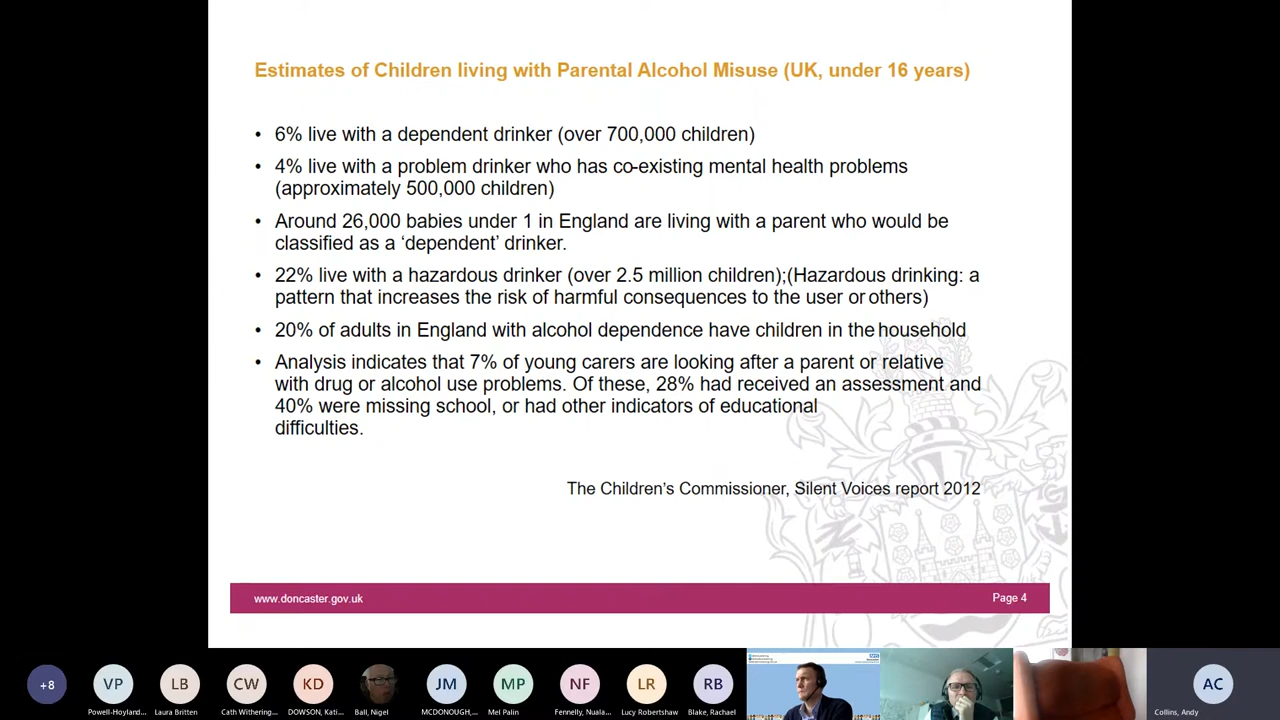 Estimates of Children living with Parental Alcohol Misuse (UK, under 16 years)
• 6% live with a dependent drinker (over 700,000 children)
• 4% live with a problem drinker who has co-existing mental health problems
(approximately 500,000 children)
• Around 26,000 babies under 1 in England are living with a parent who would be
classified as a ‘dependent’ drinker.
• 22% live with a hazardous drinker (over 2.5 million children);(Hazardous drinking: a
pattern that increases the risk of harmful consequences to the user or others)
• 20% of adults in England with alcohol dependence have children in the household
• Analysis indicates that 7% of young carers are looking after a parent or relative
with drug or alcohol use problems. Of these, 28% had received an assessment and
40% were missing school, or had other indicators of educational
difficulties.
The Children’s Commissioner, Silent Voices report 2012
www.doncaster.gov.uk
Page 4
+8
VP
LB
CW
KD
JM
MP
NF
LR
RB
NHS
AC
Powell-Hoyland...
Laura Britten
Cath Withering...
DOWSON, Kati...
Ball, Nigel
MCDONOUGH,...
Mel Palin
Fennelly, Nuala...
Lucy Robertshaw
Blake, Rachael
Collins, Andy